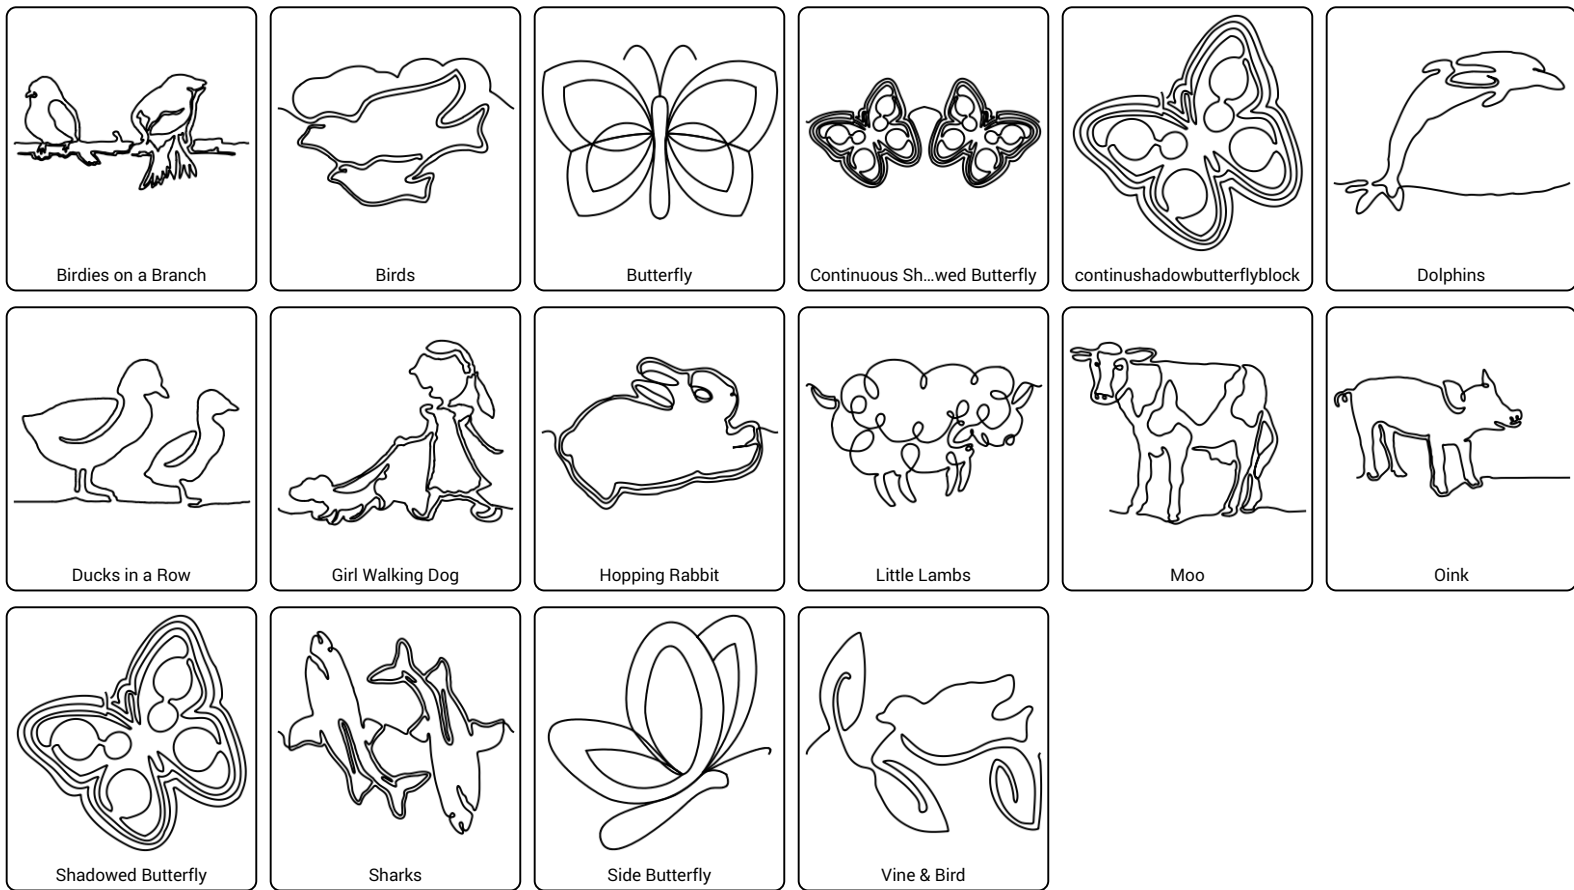 Birdies on a Branch
Birds
Butterfly
Continuous Sh...wed Butterfly
continushadowbutterflyblock
Dolphins
Ducks in a Row
Girl Walking Dog
Hopping Rabbit
Little Lambs
Moo
Oink
Shadowed Butterfly
Sharks
Side Butterfly
Vine & Bird